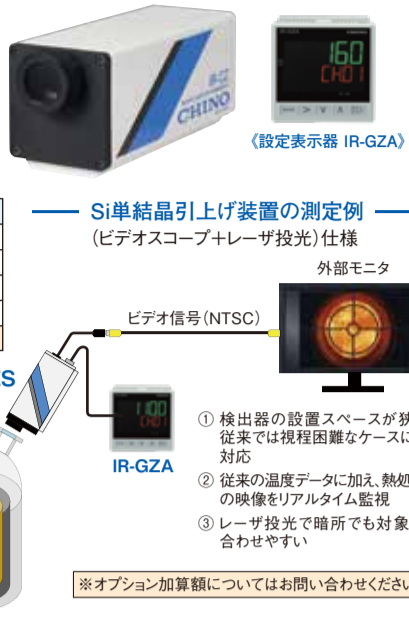 CHINO
160
CH01
《設定表示器 IR-GZA》
Si単結晶引上げ装置の測定例
(ビデオスコープ+レーザ投光)仕様
外部モニタ
ビデオ信号(NTSC)
ES
1100
CH01
IR-GZA
① 検出器の設置スペースが狭
従来では視程困難なケースに
対応
② 従来の温度データに加え、熱処
の映像をリアルタイム監視
③ レーザ投光で暗所でも対象
合わせやすい
※オプション加算額についてはお問い合わせください